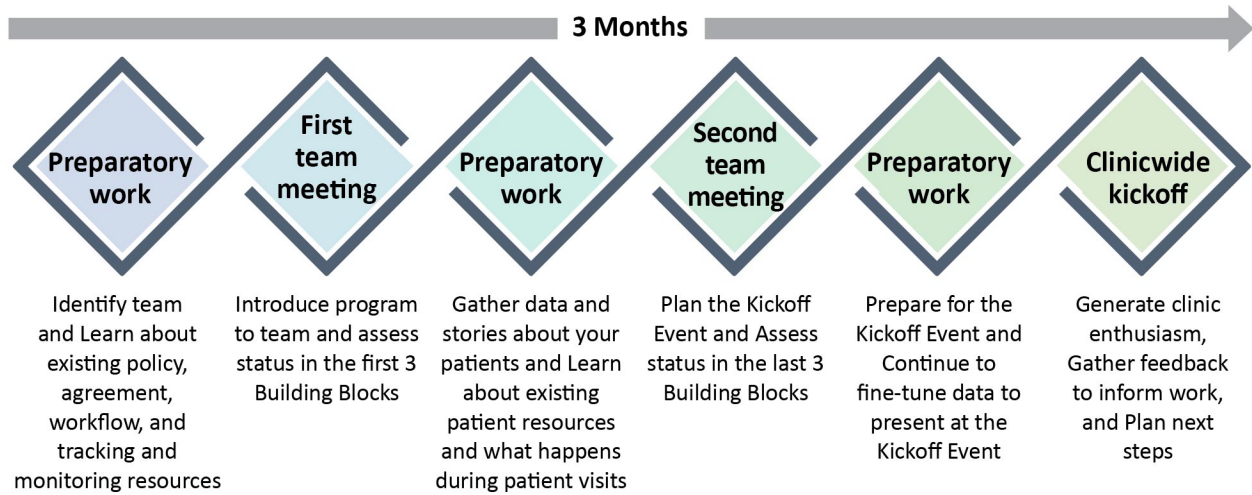 3 Months
Preparatory
work
First
team
meeting
Preparatory
work
Second
team
meeting
Preparatory
work
Clinicwide
kickoff
Identify team
and Learn about
existing policy,
agreement,
workflow, and
tracking and
monitoring resources
Introduce program
to team and assess
status in the first 3
Building Blocks
Gather data and
stories about your
patients and Learn
about existing
patient resources
and what happens
during patient visits
Plan the Kickoff
Event and Assess
status in the last 3
Building Blocks
Prepare for the
Kickoff Event and
Continue to
fine-tune data to
present at the
Kickoff Event
Generate clinic
enthusiasm,
Gather feedback
to inform work,
and Plan next
steps